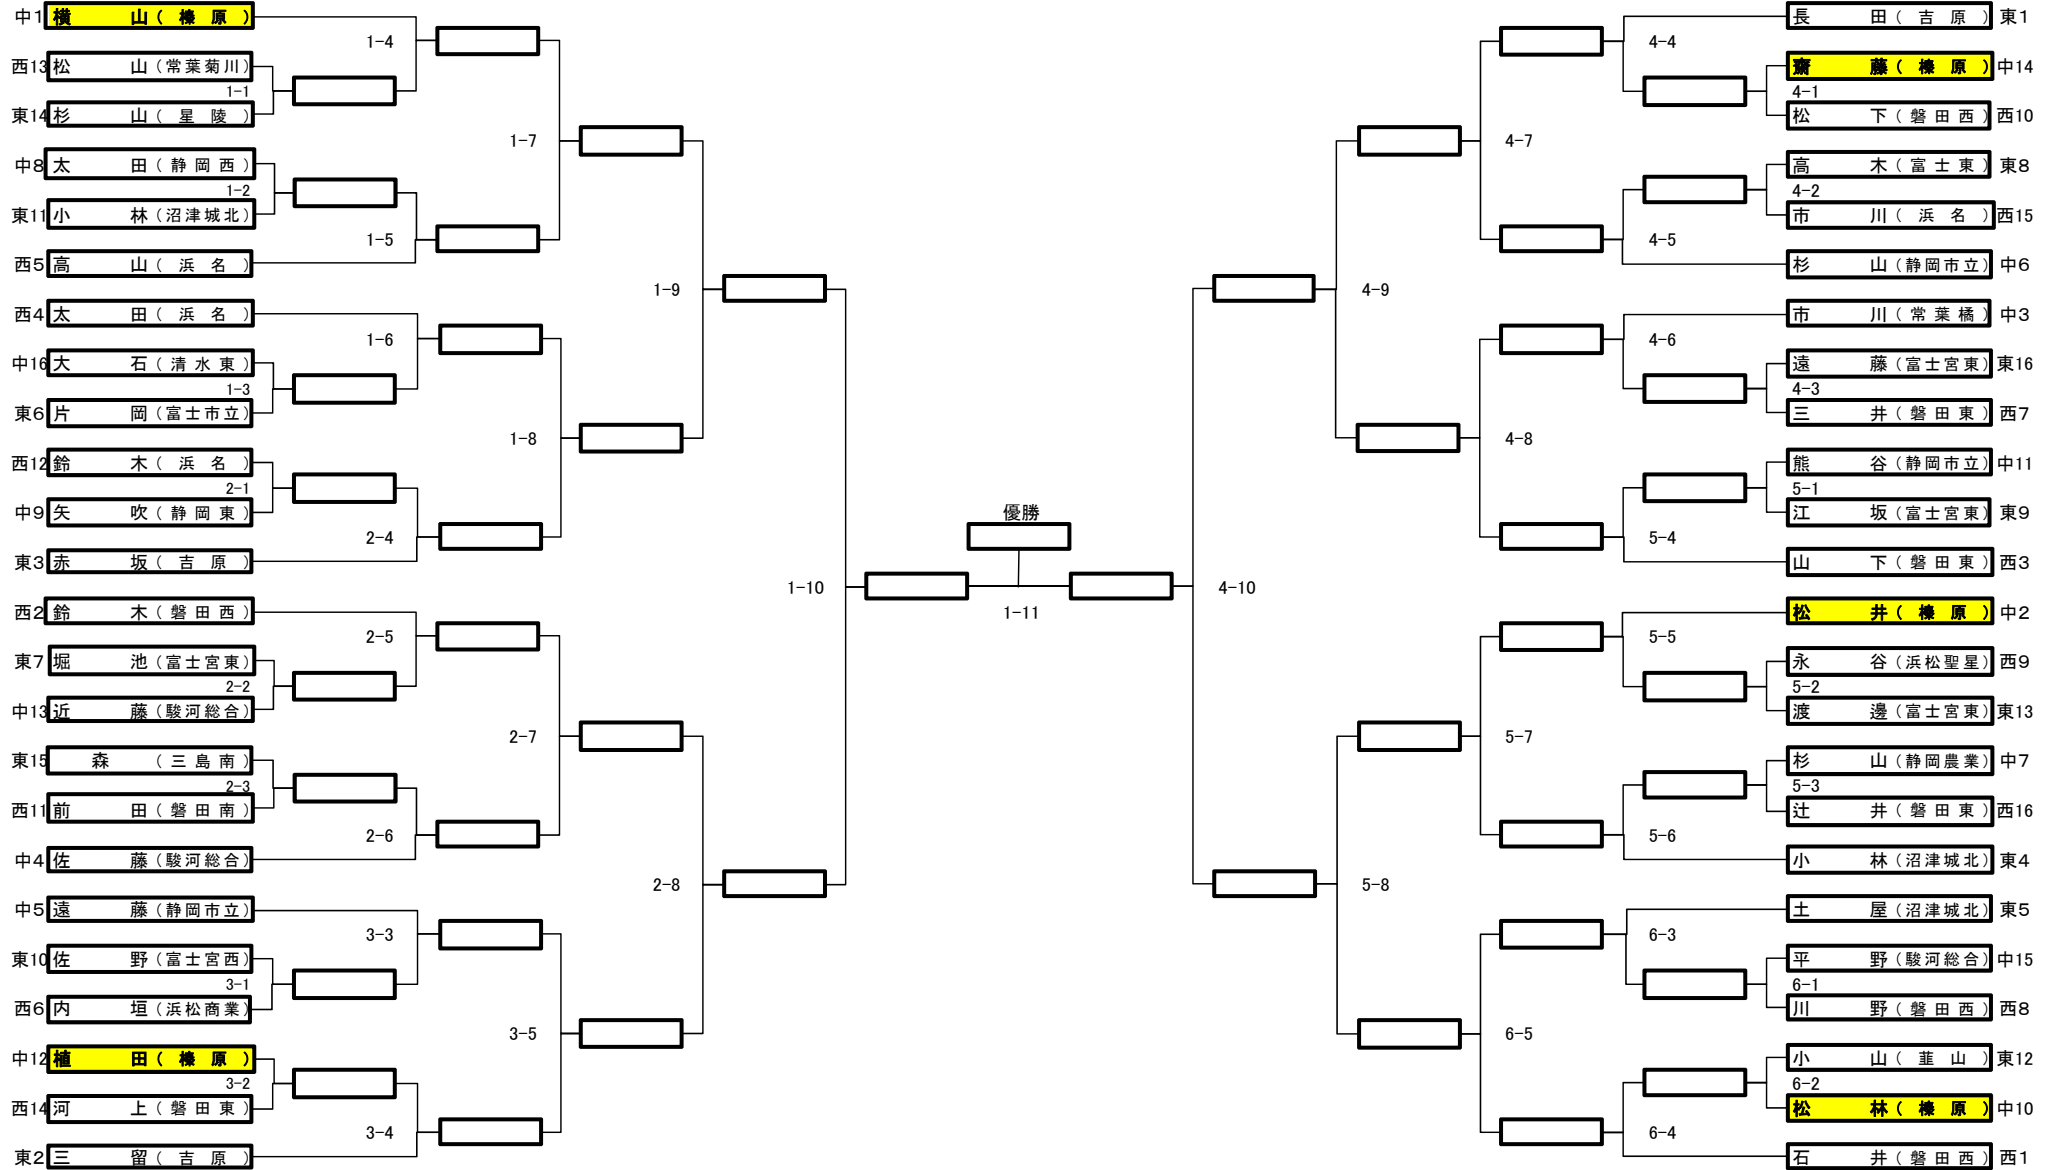 中1 横山(榛原)
1-4
西13 松山(常葉菊川)
1-1
東14 杉山(星陵)
1-7
中8 太田(静岡西)
1-2
東11 小林(沼津城北)
1-5
西5 高山(浜名)
1-9
西4 太田(浜名)
1-6
中16 大石(清水東)
1-3
東6 片岡(富士市立)
1-8
西12 鈴木(浜名)
2-1
中9 矢吹(静岡東)
2-4
東3 赤坂(吉原)
1-10
西2 鈴木(磐田西)
2-5
東7 堀池(富士宮東)
2-2
中13 近藤(駿河総合)
2-7
東15 森(三島南)
2-3
西11 前田(磐田南)
2-6
中4 佐藤(駿河総合)
2-8
中5 遠藤(静岡市立)
3-3
東10 佐野(富士宮西)
3-1
西6 内垣(浜松商業)
3-5
中12 植田(榛原)
3-2
西14 河上(磐田東)
3-4
東2 三留(吉原)
優勝
1-11
長田(吉原) 東1
4-4
齋藤(榛原) 中14
4-1
松下(磐田西) 西10
4-7
高木(富士東) 東8
4-2
市川(浜名) 西15
4-5
杉山(静岡市立) 中6
4-9
市川(常葉橘) 中3
4-6
遠藤(富士宮東) 東16
4-3
三井(磐田東) 西7
4-8
熊谷(静岡市立) 中11
5-1
江坂(富士宮東) 東9
5-4
山下(磐田東) 西3
4-10
松井(榛原) 中2
5-5
永谷(浜松聖星) 西9
5-2
渡邊(富士宮東) 東13
5-7
杉山(静岡農業) 中7
5-3
辻井(磐田東) 西16
5-6
小林(沼津城北) 東4
5-8
土屋(沼津城北) 東5
6-3
平野(駿河総合) 中15
6-1
川野(磐田西) 西8
6-5
小山(韮山) 東12
6-2
松林(榛原) 中10
6-4
石井(磐田西) 西1